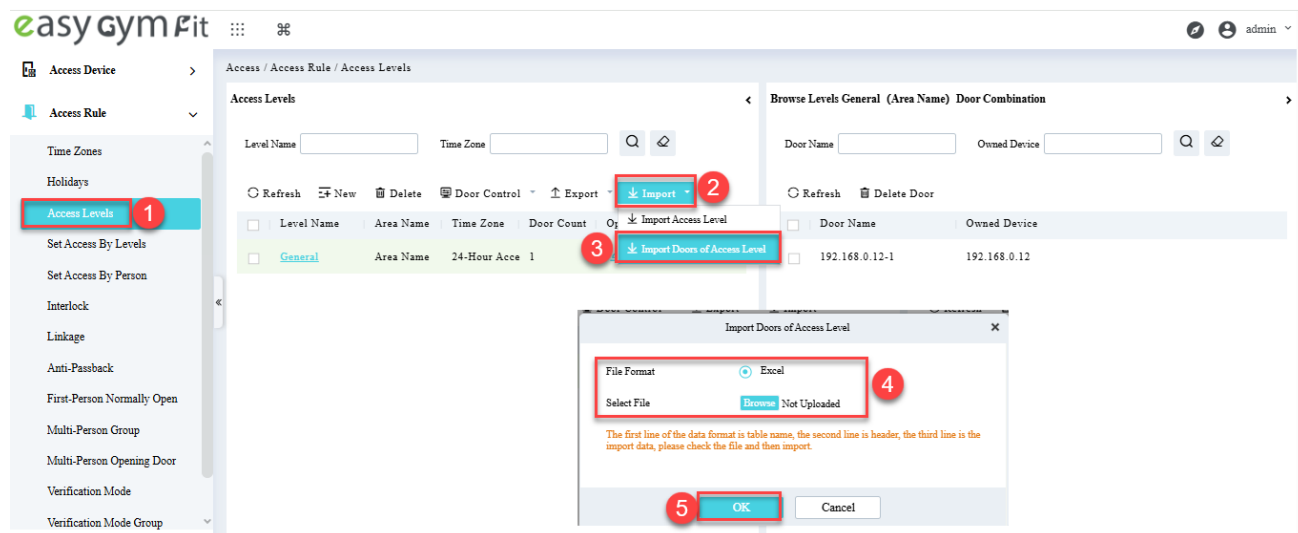 easy Gym Fit
admin
Access Device
Access / Access Rule / Access Levels
Access Rule
Access Levels
Browse Levels General (Area Name) Door Combination
Level Name
Time Zone
Door Name
Owned Device
Time Zones
Holidays
Access Levels
1
Set Access By Levels
Set Access By Person
Interlock
Linkage
Anti-Passback
First-Person Normally Open
Multi-Person Group
Multi-Person Opening Door
Verification Mode
Verification Mode Group
Refresh New Delete Door Control Export Import
2
Import Access Level
3
Import Doors of Access Level
Level Name Area Name Time Zone Door Count Op
General Area Name 24-Hour Acce 1
Refresh Delete Door
Door Name Owned Device
192.168.0.12-1 192.168.0.12
Import Doors of Access Level
File Format Excel
4
Select File Browse Not Uploaded
The first line of the data format is table name, the second line is header, the third line is the
import data, please check the file and then import.
5
OK Cancel